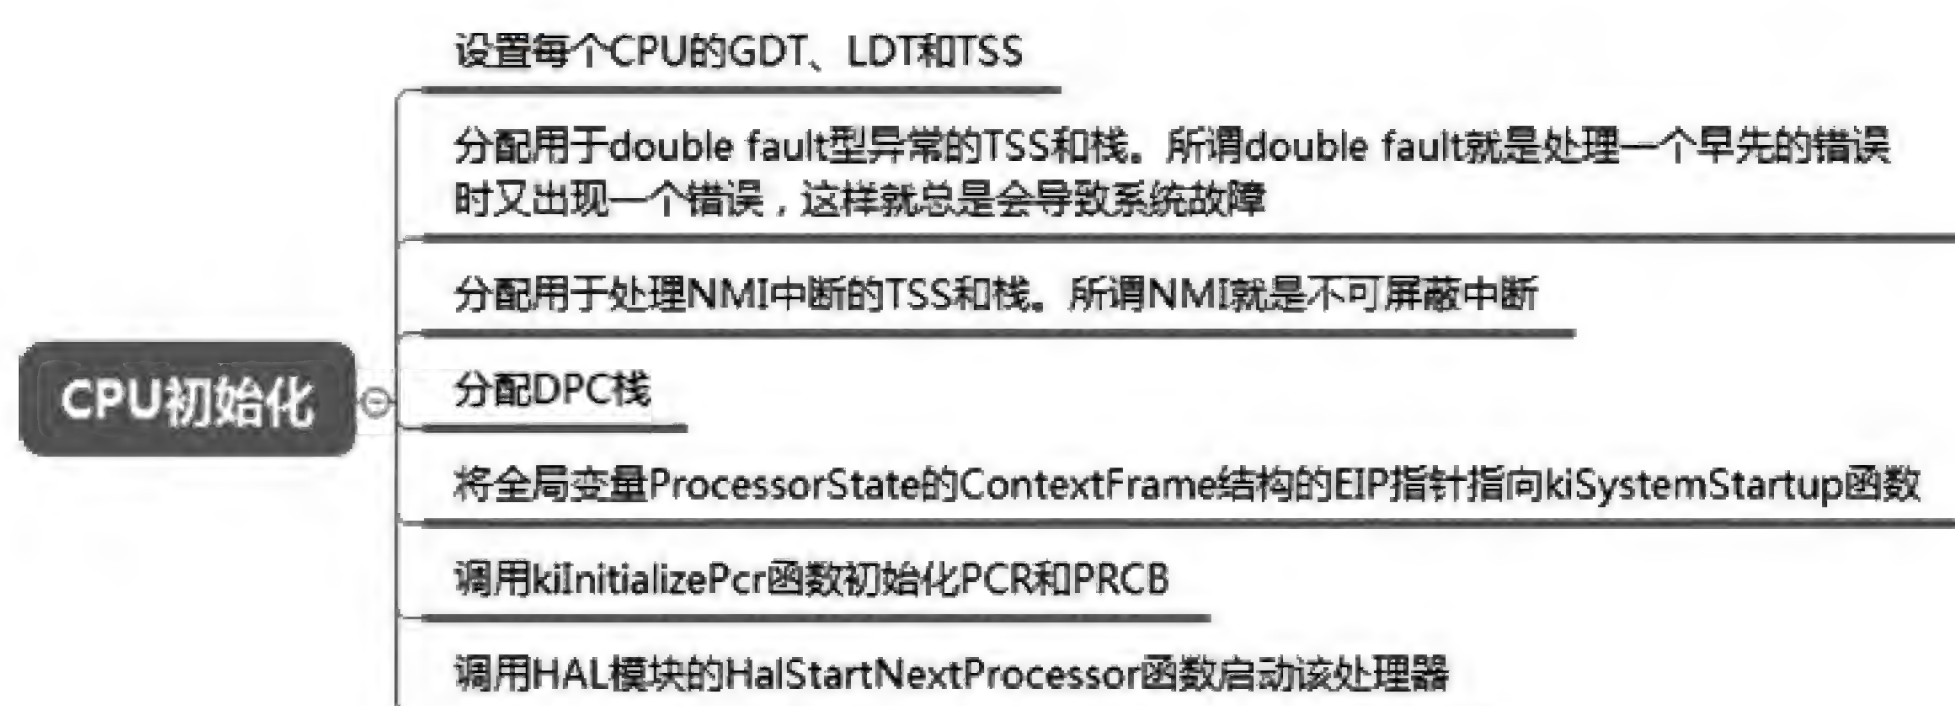 设置每个CPU的GDT、LDT和TSS
分配用于double fault型异常的TSS和栈。所谓double fault就是处理一个早先的错误
时又出现一个错误，这样就总是会导致系统故障
分配用于处理NMI中断的TSS和栈。所谓NMI就是不可屏蔽中断
CPU初始化
分配DPC栈
将全局变量ProcessorState的ContextFrame结构的EIP指针指向kiSystemStartup函数
调用kiInitializePcr函数初始化PCR和PRCB
调用HAL模块的HalStartNextProcessor函数启动该处理器